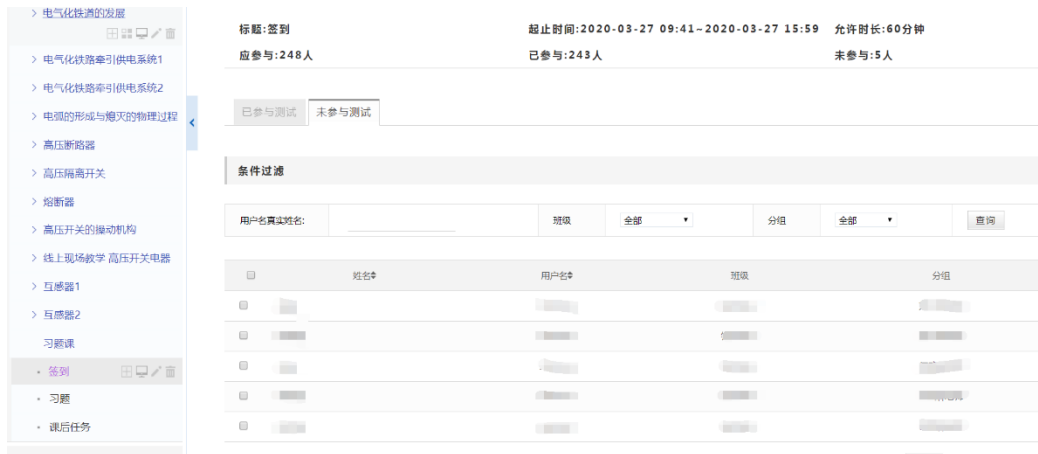 电气化铁道的发展
电气化铁路牵引供电系统1
电气化铁路牵引供电系统2
电弧的形成与熄灭的物理过程
高压断路器
高压隔离开关
熔断器
高压开关的操动机构
线上现场教学 高压开关电器
互感器1
互感器2
习题课
签到
习题
课后任务
标题:签到 起止时间:2020-03-27 09:41~2020-03-27 15:59 允许时长:60分钟
应参与:248人 已参与:243人 未参与:5人
已参与测试 未参与测试
条件过滤
用户名真实姓名: 班级 全部 分组 全部 查询
姓名 用户名 班级 分组